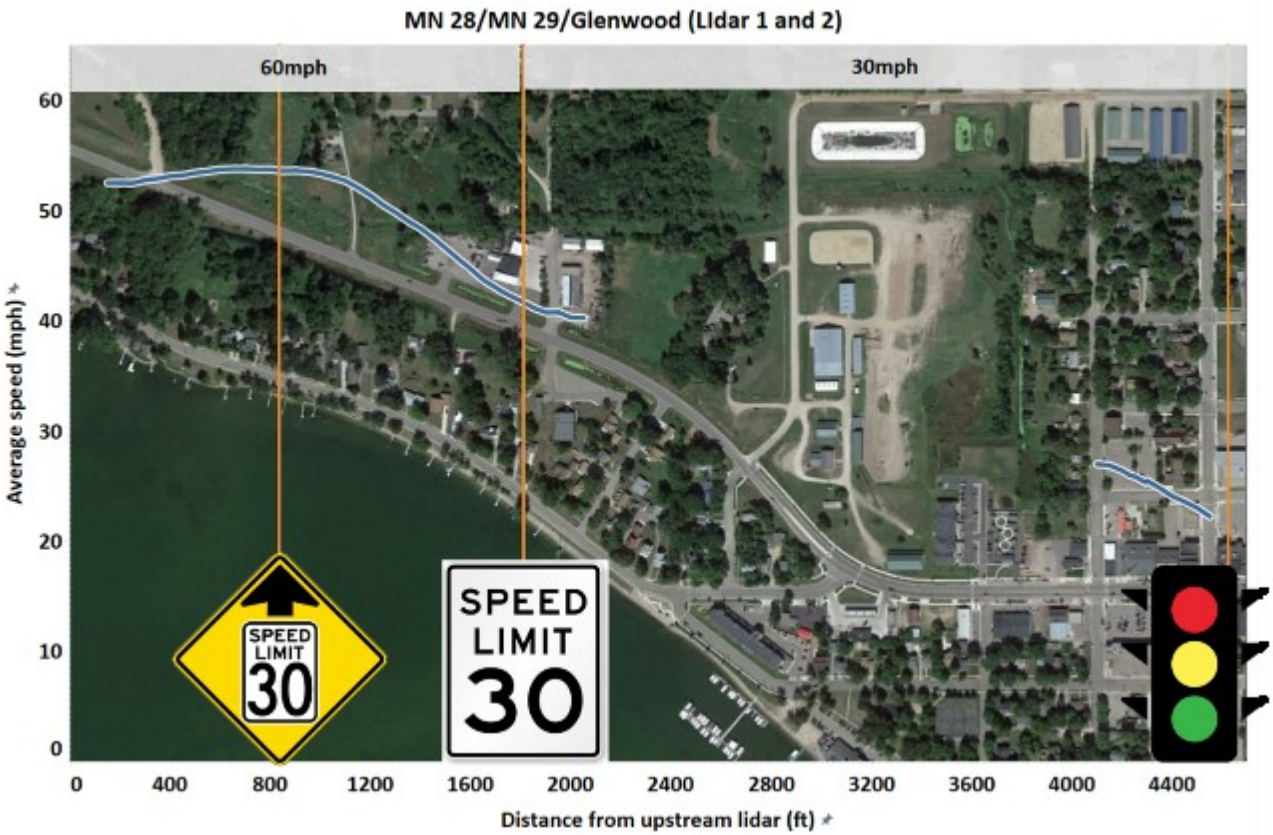 MN 28/MN 29/Glenwood (LIdar 1 and 2)
60mph
30mph
60
50
40
30
20
10
0
Average speed (mph)
SPEED
LIMIT
30
SPEED
LIMIT
30
0
400
800
1200
1600
2000
2400
2800
3200
3600
4000
4400
Distance from upstream lidar (ft)